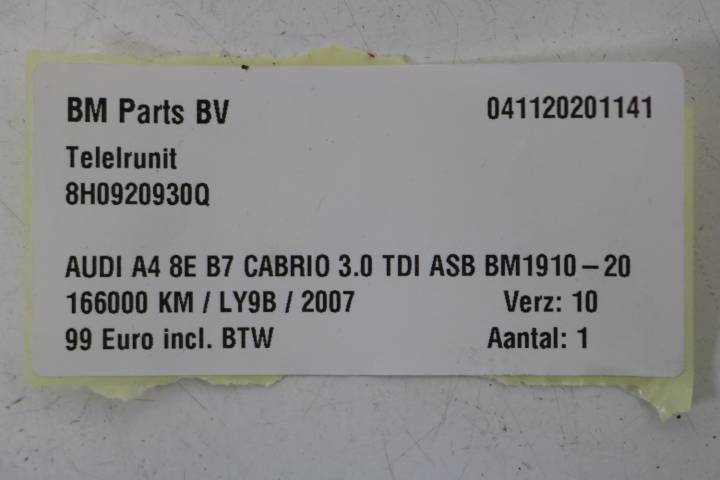 BM Parts BV 041120201141
Telelrunit
8H0920930Q
AUDI A4 8E B7 CABRIO 3.0 TDI ASB BM1910-20
166000 KM / LY9B / 2007 Verz: 10
99 Euro incl. BTW Aantal: 1